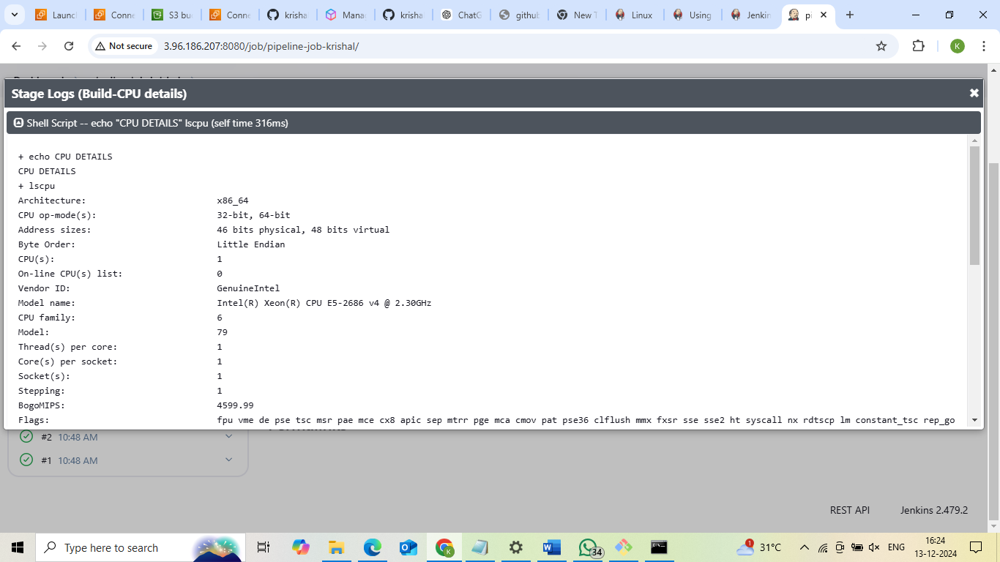 Launc
Conne
S3 bu
Conne
krisha
Mana
krisha
ChatG
github
New T
Linux
Using
Jenkin
pi
Not secure
3.96.186.207:8080/job/pipeline-job-krishal/
K
Stage Logs (Build-CPU details)
Shell Script -- echo "CPU DETAILS" lscpu (self time 316ms)
+ echo CPU DETAILS
CPU DETAILS
+ lscpu
Architecture: x86_64
CPU op-mode(s): 32-bit, 64-bit
Address sizes: 46 bits physical, 48 bits virtual
Byte Order: Little Endian
CPU(s): 1
On-line CPU(s) list: 0
Vendor ID: GenuineIntel
Model name: Intel(R) Xeon(R) CPU E5-2686 v4 @ 2.30GHz
CPU family: 6
Model: 79
Thread(s) per core: 1
Core(s) per socket: 1
Socket(s): 1
Stepping: 1
BogoMIPS: 4599.99
Flags: fpu vme de pse tsc msr pae mce cx8 apic sep mtrr pge mca cmov pat pse36 clflush mmx fxsr sse sse2 ht syscall nx rdtscp lm constant_tsc rep_go
#2 10:48 AM
#1 10:48 AM
REST API Jenkins 2.479.2
Type here to search
34
1
31°C
ENG
16:24
13-12-2024